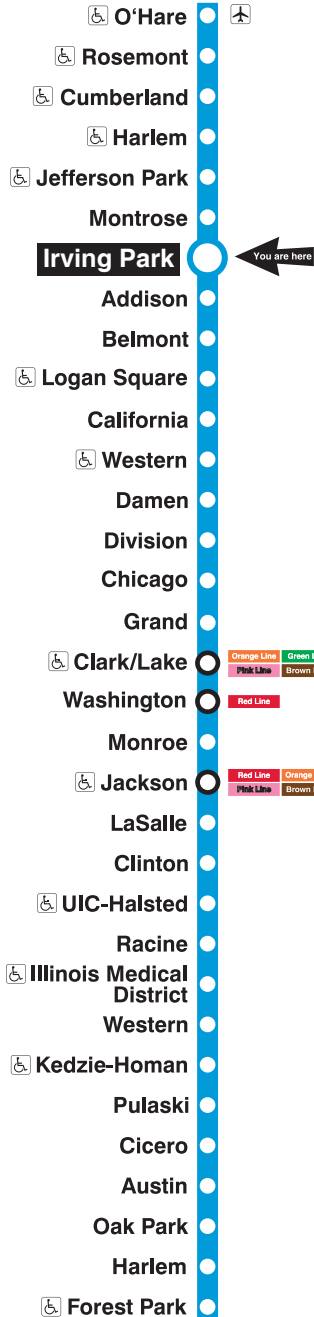 O'Hare
Rosemont
Cumberland
Harlem
Jefferson Park
Montrose
Irving Park
You are here
Addison
Belmont
Logan Square
California
Western
Damen
Division
Chicago
Grand
Clark/Lake
Orange Line Green
Pink Line Brown
Washington
Red Line
Monroe
Jackson
Red Line Orange
Pink Line Brown
LaSalle
Clinton
UIC-Halsted
Racine
Illinois Medical
District
Western
Kedzie-Homan
Pulaski
Cicero
Austin
Oak Park
Harlem
Forest Park